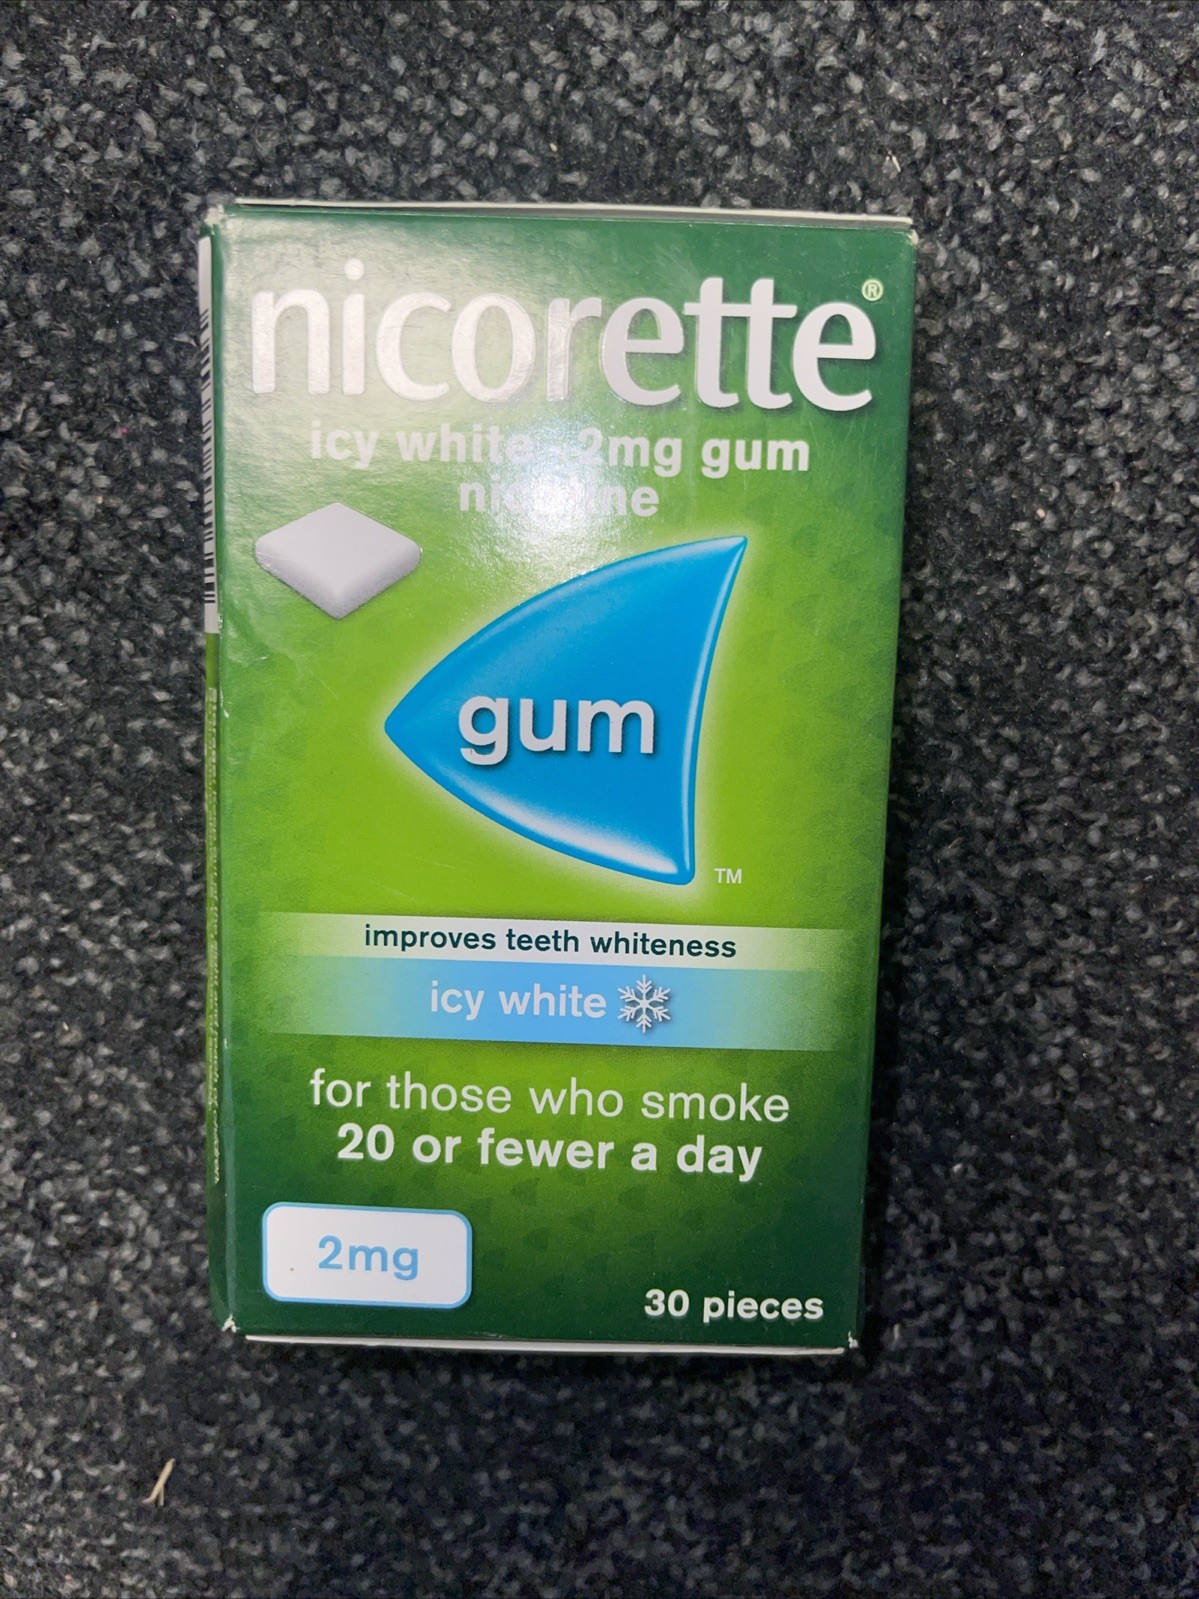 nicorette®
icy white 2mg gum
nicotine
gum
TM
improves teeth whiteness
icy white
for those who smoke
20 or fewer a day
2mg
30 pieces